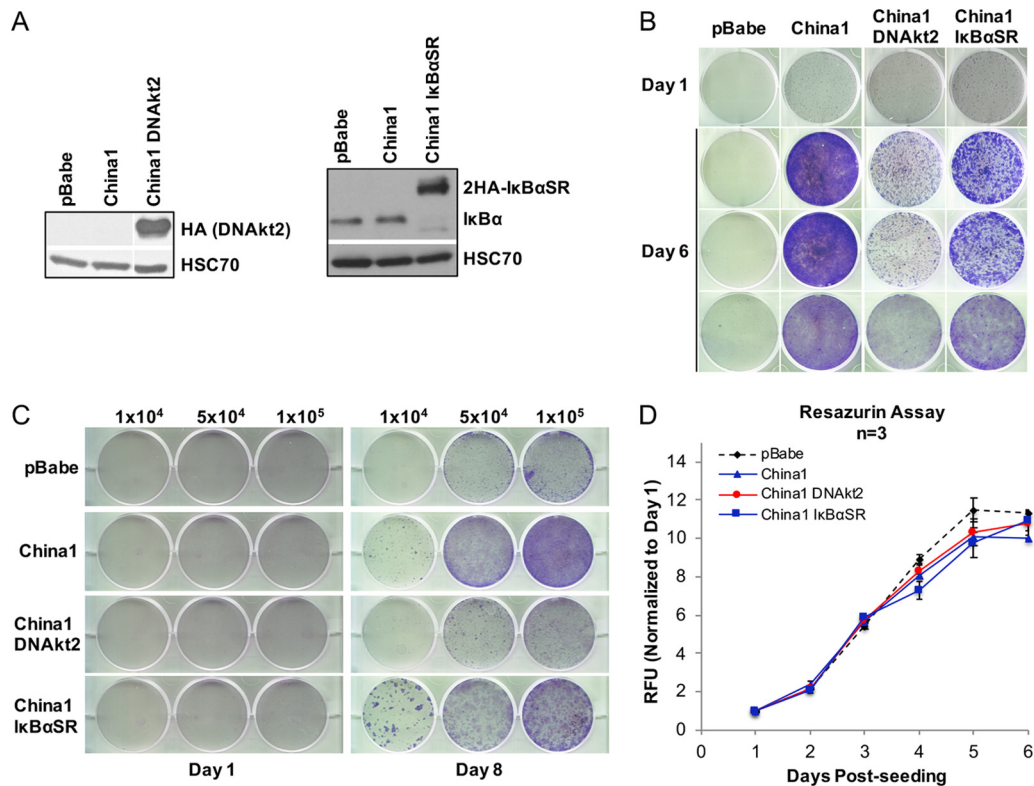 A
pBabe
China1
China1 DNAkt2
HA (DNAkt2)
HSC70
pBabe
China1
China1 IκBαSR
2HA-IκBαSR
IκBα
HSC70
B
pBabe
China1
China1
DNAkt2
China1
IκBαSR
Day 1
Day 6
C
1x10⁴
5x10⁴
1x10⁵
1x10⁴
5x10⁴
1x10⁵
pBabe
China1
China1
DNAkt2
China1
IκBαSR
Day 1
Day 8
D
Resazurin Assay
n=3
pBabe
China1
China1 DNAkt2
China1 IκBαSR
RFU (Normalized to Day 1)
14
12
10
8
6
4
2
0
0
1
2
3
4
5
6
Days Post-seeding